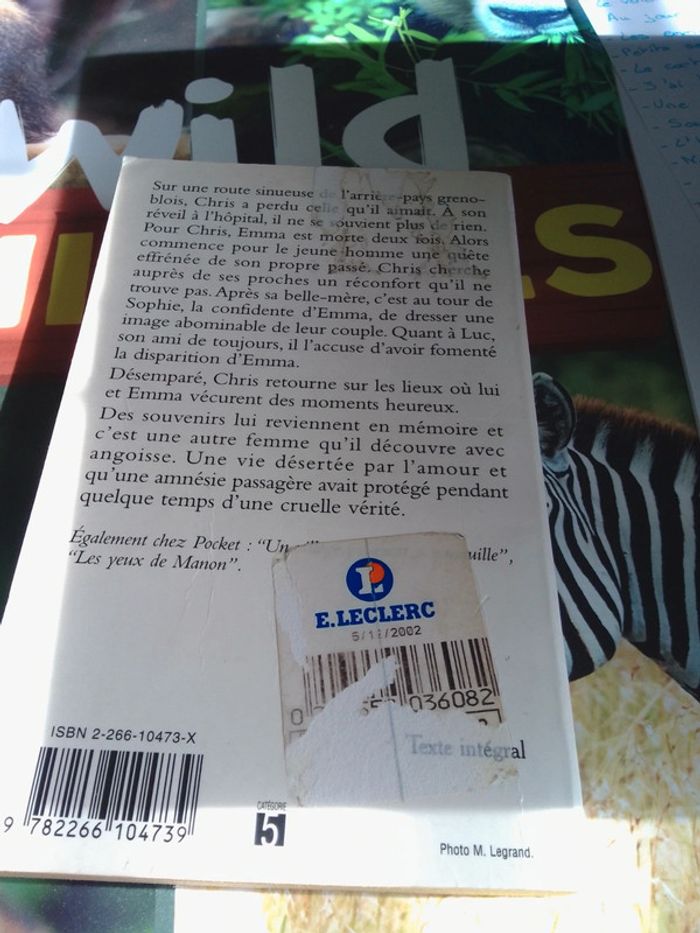 wild
S
Sur une route sinueuse de l'arrière-pays greno-
blois, Chris a perdu celle qu'il aimait. À son
réveil à l'hôpital, il ne se souvient plus de rien.
Pour Chris, Emma est morte deux fois. Alors
commence pour le jeune homme une quête
effrénée de son propre passé. Chris cherche
auprès de ses proches un réconfort qu'il ne
trouve pas. Après sa belle-mère, c'est au tour de
Sophie, la confidente d'Emma, de dresser une
image abominable de leur couple. Quant à Luc,
son ami de toujours, il l'accuse d'avoir fomenté
la disparition d'Emma.
Désemparé, Chris retourne sur les lieux où lui
et Emma vécurent des moments heureux.
Des souvenirs lui reviennent en mémoire et
c'est une autre femme qu'il découvre avec
angoisse. Une vie désertée par l'amour et
qu'une amnésie passagère avait protégé pendant
quelque temps d'une cruelle vérité.
Également chez Pocket : "Un
"Les yeux de Manon".
E.LECLERC
2002
036082
Texte intégral
ISBN 2-266-10473-X
9 782266 104739
CATÉGORIE
5
Photo M. Legrand.
Au jour